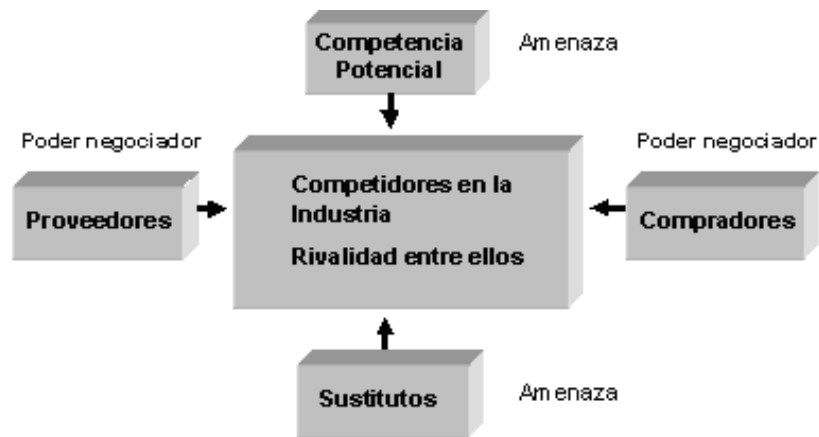 Competencia
Potencial
Amenaza
Poder negociador
Poder negociador
Proveedores
Competidores en la
Industria
Rivalidad entre ellos
Compradores
Sustitutos
Amenaza